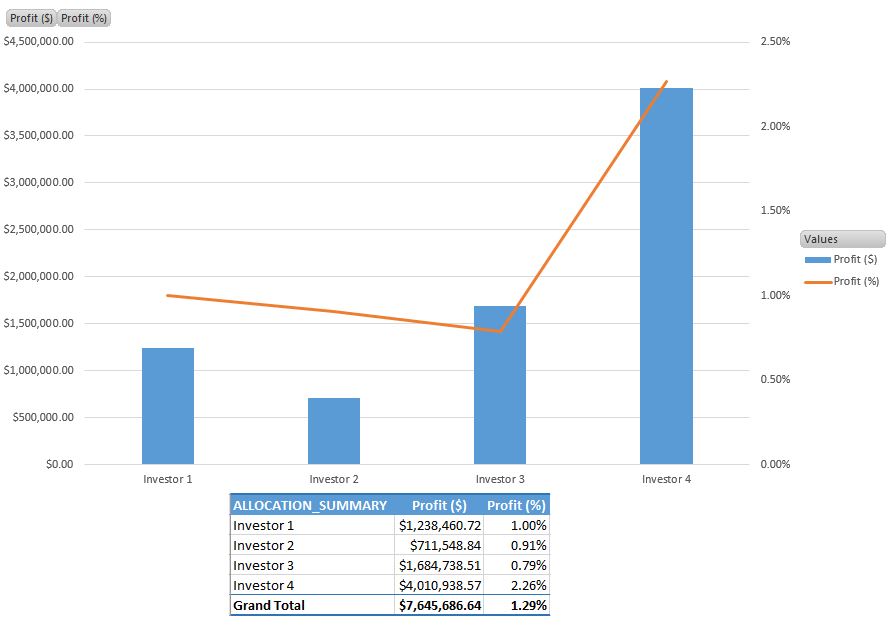 Profit ($) Profit (%)
$4,500,000.00 2.50%
$4,000,000.00
$3,500,000.00 2.00%
$3,000,000.00
$2,500,000.00 1.50%
$2,000,000.00
$1,500,000.00 1.00%
$1,000,000.00
$500,000.00 0.50%
$0.00 0.00%
Values
Profit ($)
Profit (%)
Investor 1 Investor 2 Investor 3 Investor 4
ALLOCATION_SUMMARY Profit ($) Profit (%)
Investor 1 $1,238,460.72 1.00%
Investor 2 $711,548.84 0.91%
Investor 3 $1,684,738.51 0.79%
Investor 4 $4,010,938.57 2.26%
Grand Total $7,645,686.64 1.29%